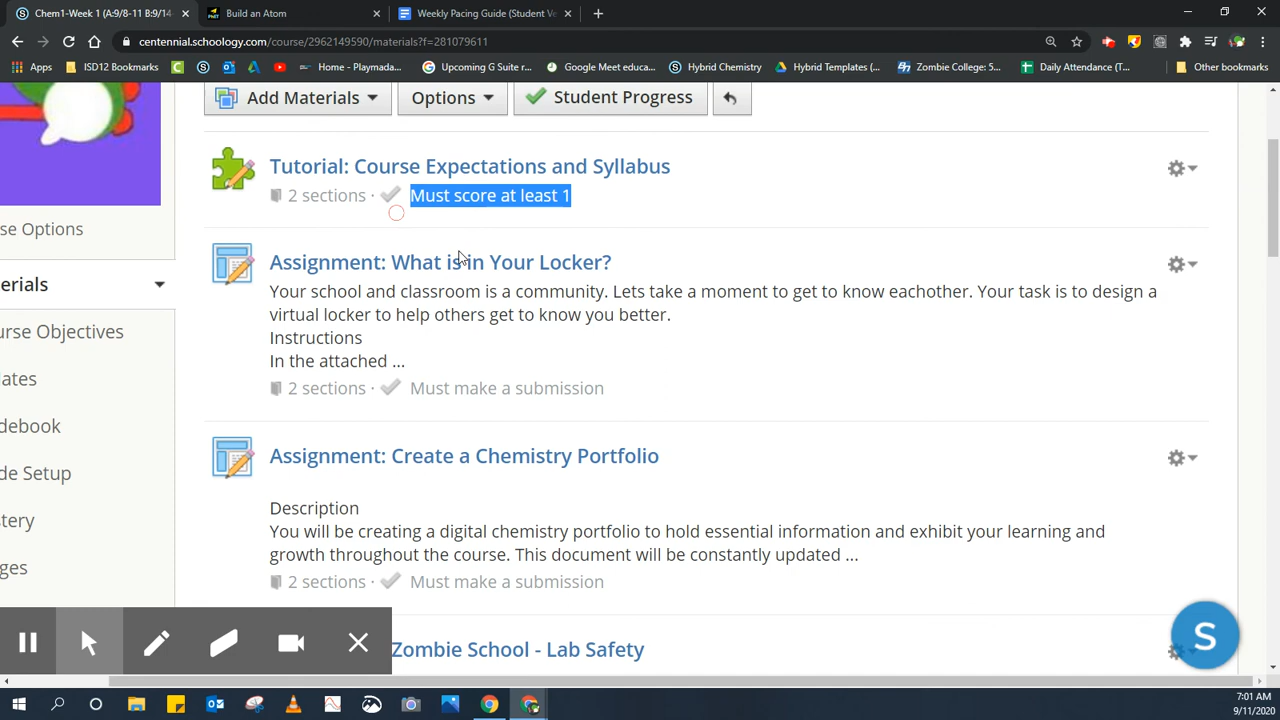 Chem1-Week 1 (A:9/8-11 B:9/14-
Build an Atom
Weekly Pacing Guide (Student Ve
centennial.schoology.com/course/2962149590/materials?f=281079611
Apps
ISD12 Bookmarks
Home - Playmada...
Upcoming G Suite r...
Google Meet educa...
Hybrid Chemistry
Hybrid Templates (...
Zombie College: 5...
Daily Attendance (T...
Other bookmarks
Add Materials
Options
Student Progress
Tutorial: Course Expectations and Syllabus
2 sections · Must score at least 1
se Options
Assignment: What is in Your Locker?
erials
Your school and classroom is a community. Lets take a moment to get to know eachother. Your task is to design a
virtual locker to help others get to know you better.
urse Objectives
Instructions
In the attached ...
ates
2 sections · Must make a submission
debook
Assignment: Create a Chemistry Portfolio
de Setup
Description
stery
You will be creating a digital chemistry portfolio to hold essential information and exhibit your learning and
growth throughout the course. This document will be constantly updated ...
ges
2 sections · Must make a submission
Zombie School - Lab Safety
S
7:01 AM
9/11/2020